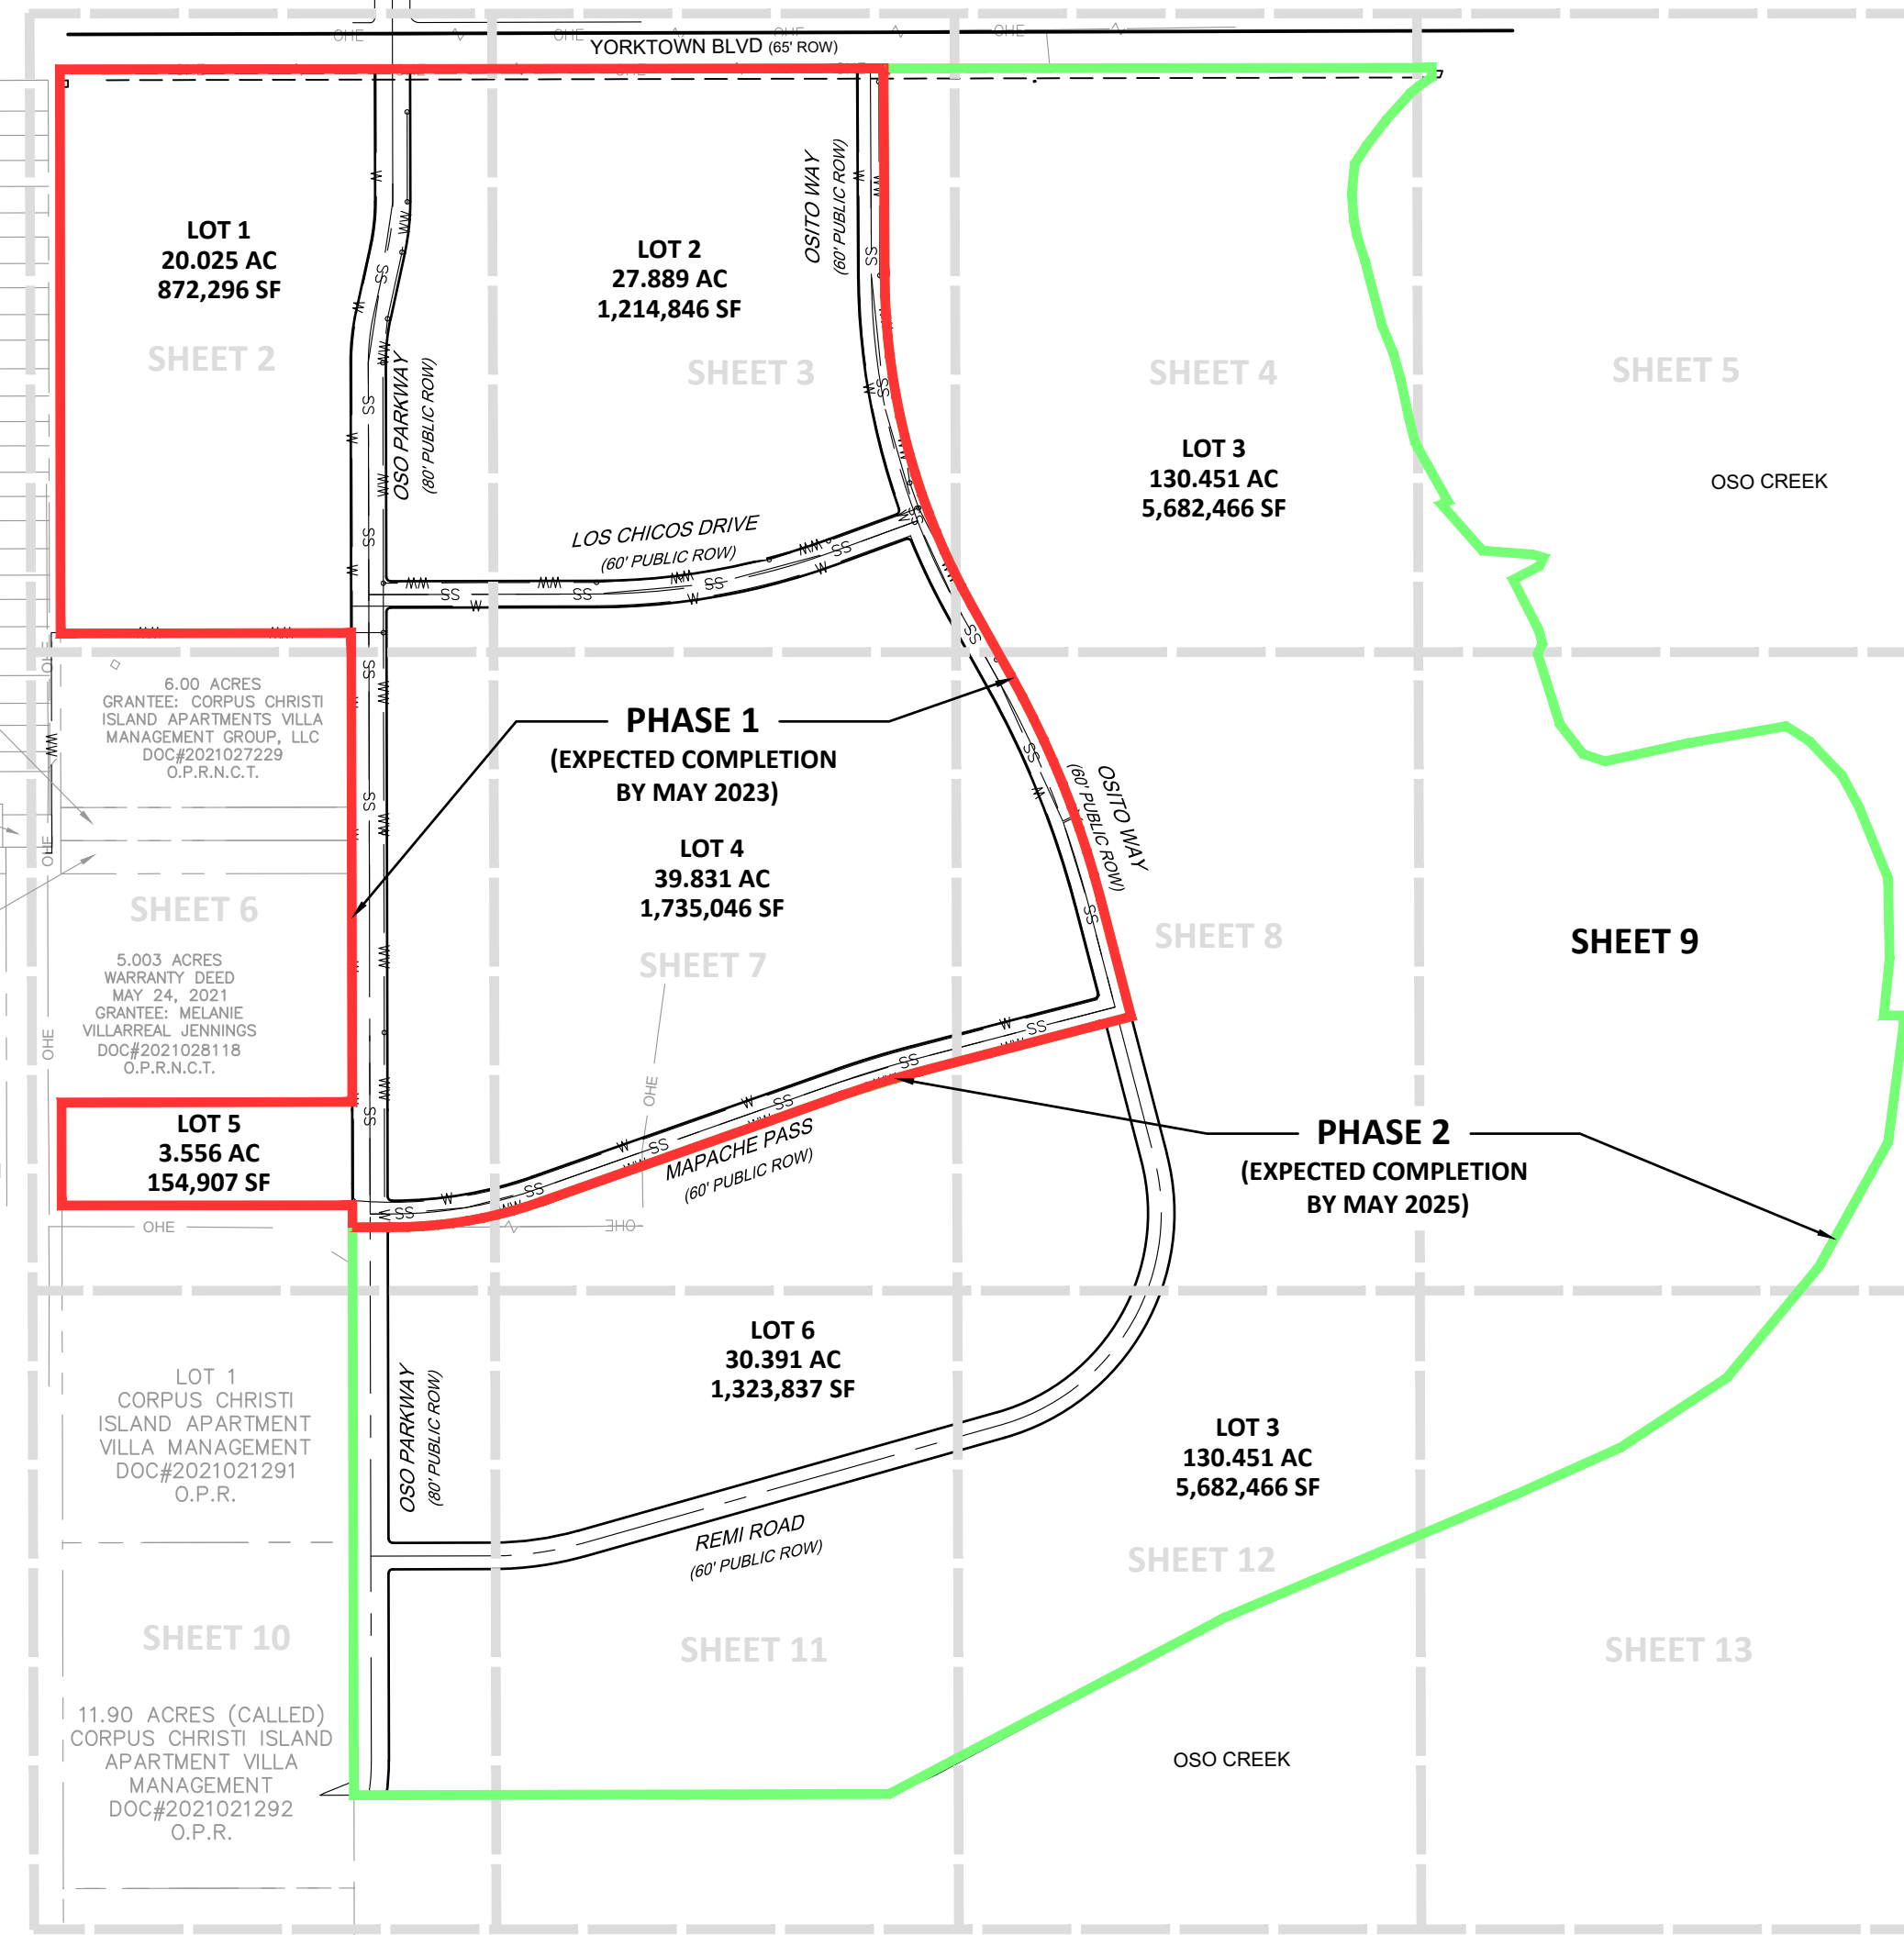 YORKTOWN BLVD (65' ROW)
OHE
OHE
OHE
OHE
LOT 1
20.025 AC
872,296 SF
SHEET 2
OSO PARKWAY
(80' PUBLIC ROW)
LOT 2
27.889 AC
1,214,846 SF
SHEET 3
OSITO WAY
(60' PUBLIC ROW)
SHEET 4
LOT 3
130.451 AC
5,682,466 SF
SHEET 5
OSO CREEK
LOS CHICOS DRIVE
(60' PUBLIC ROW)
6.00 ACRES
GRANTEE: CORPUS CHRISTI
ISLAND APARTMENTS VILLA
MANAGEMENT GROUP, LLC
DOC#2021027229
O.P.R.N.C.T.
SHEET 6
5.003 ACRES
WARRANTY DEED
MAY 24, 2021
GRANTEE: MELANIE
VILLARREAL JENNINGS
DOC#2021028118
O.P.R.N.C.T.
PHASE 1
(EXPECTED COMPLETION
BY MAY 2023)
LOT 4
39.831 AC
1,735,046 SF
SHEET 7
OSITO WAY
(60' PUBLIC ROW)
SHEET 8
SHEET 9
LOT 5
3.556 AC
154,907 SF
OHE
OHE
OHE
OHE
OHE
OHE
MAPACHE PASS
(60' PUBLIC ROW)
PHASE 2
(EXPECTED COMPLETION
BY MAY 2025)
LOT 1
CORPUS CHRISTI
ISLAND APARTMENT
VILLA MANAGEMENT
DOC#2021021291
O.P.R.
OSO PARKWAY
(80' PUBLIC ROW)
LOT 6
30.391 AC
1,323,837 SF
LOT 3
130.451 AC
5,682,466 SF
REMI ROAD
(60' PUBLIC ROW)
SHEET 10
SHEET 11
SHEET 12
SHEET 13
11.90 ACRES (CALLED)
CORPUS CHRISTI ISLAND
APARTMENT VILLA
MANAGEMENT
DOC#2021021292
O.P.R.
OSO CREEK